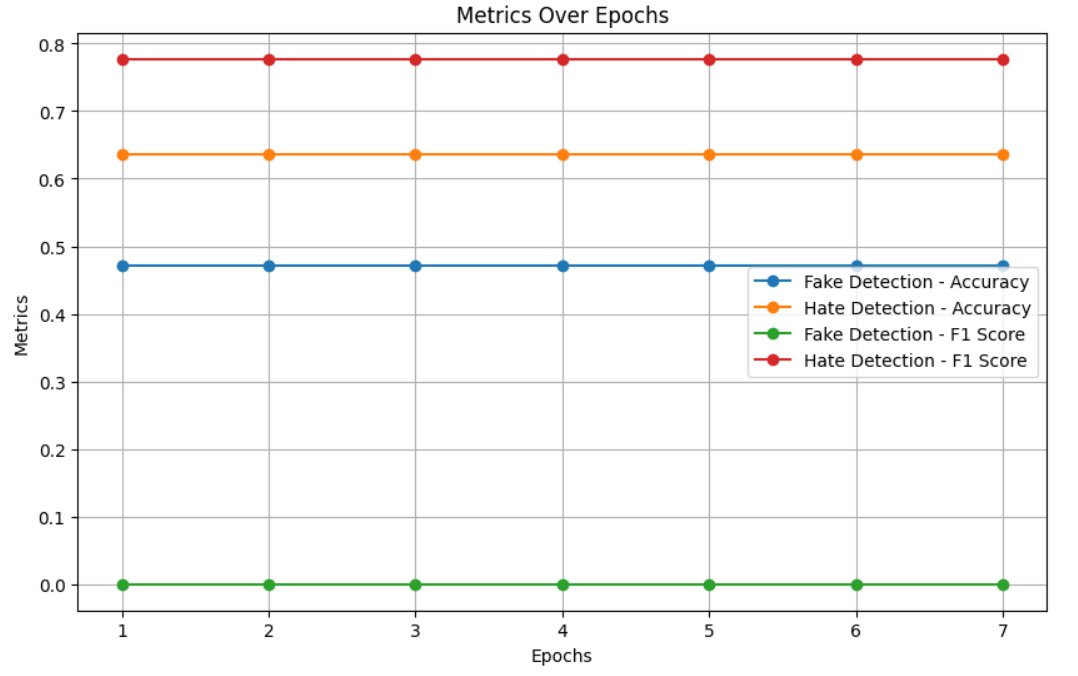 Metrics Over Epochs
Metrics
0.8
0.7
0.6
0.5
0.4
0.3
0.2
0.1
0.0
Fake Detection - Accuracy
Hate Detection - Accuracy
Fake Detection - F1 Score
Hate Detection - F1 Score
1 2 3 4 5 6 7
Epochs